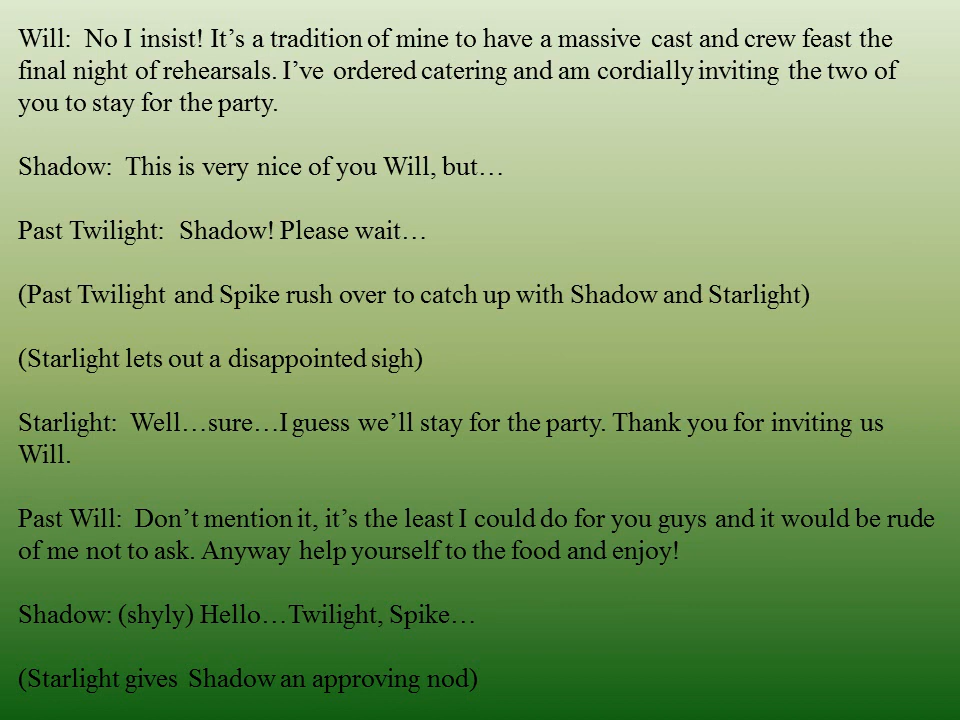 Will:  No I insist! It’s a tradition of mine to have a massive cast and crew feast the
final night of rehearsals. I’ve ordered catering and am cordially inviting the two of
you to stay for the party.
Shadow:  This is very nice of you Will, but…
Past Twilight:  Shadow! Please wait…
(Past Twilight and Spike rush over to catch up with Shadow and Starlight)
(Starlight lets out a disappointed sigh)
Starlight:  Well…sure…I guess we’ll stay for the party. Thank you for inviting us
Will.
Past Will:  Don’t mention it, it’s the least I could do for you guys and it would be rude
of me not to ask. Anyway help yourself to the food and enjoy!
Shadow: (shyly) Hello…Twilight, Spike…
(Starlight gives Shadow an approving nod)